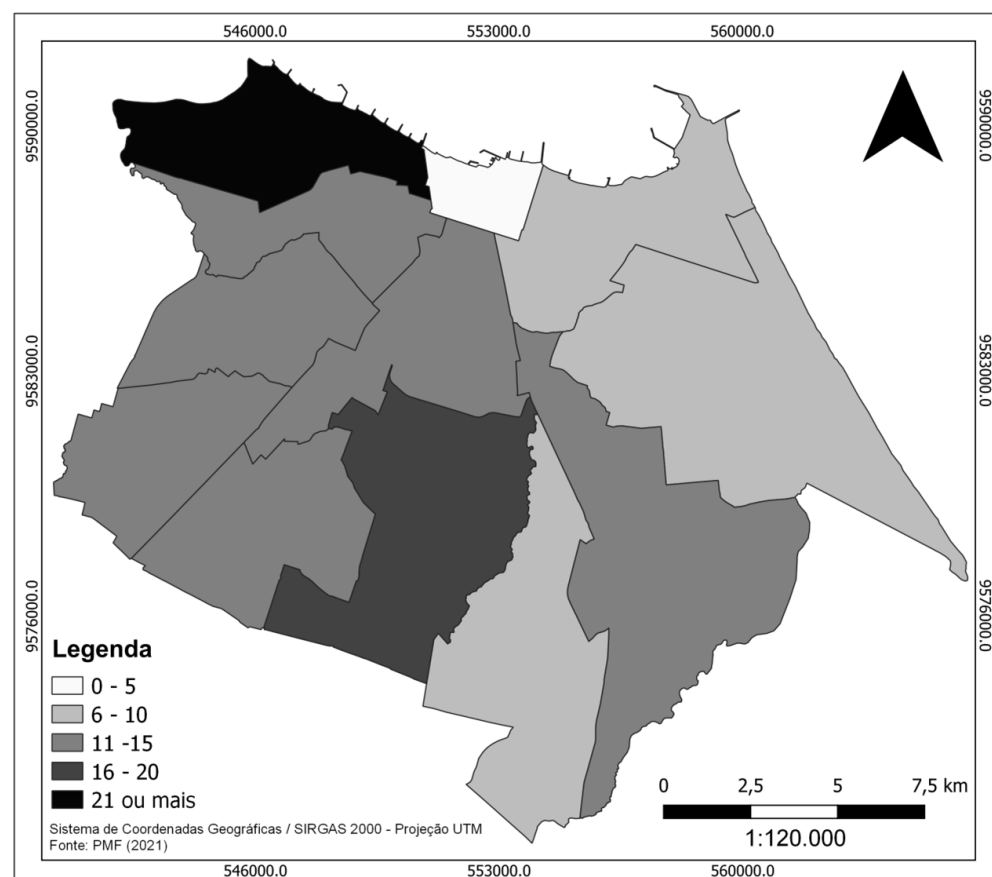 546000.0 553000.0 560000.0
9590000.0 9590000.0
9583000.0 9583000.0
9576000.0 9576000.0
Legenda
0 - 5
6 - 10
11 -15
16 - 20
21 ou mais
0 2,5 5 7,5 km
1:120.000
Sistema de Coordenadas Geográficas / SIRGAS 2000 - Projeção UTM
Fonte: PMF (2021)
546000.0 553000.0 560000.0